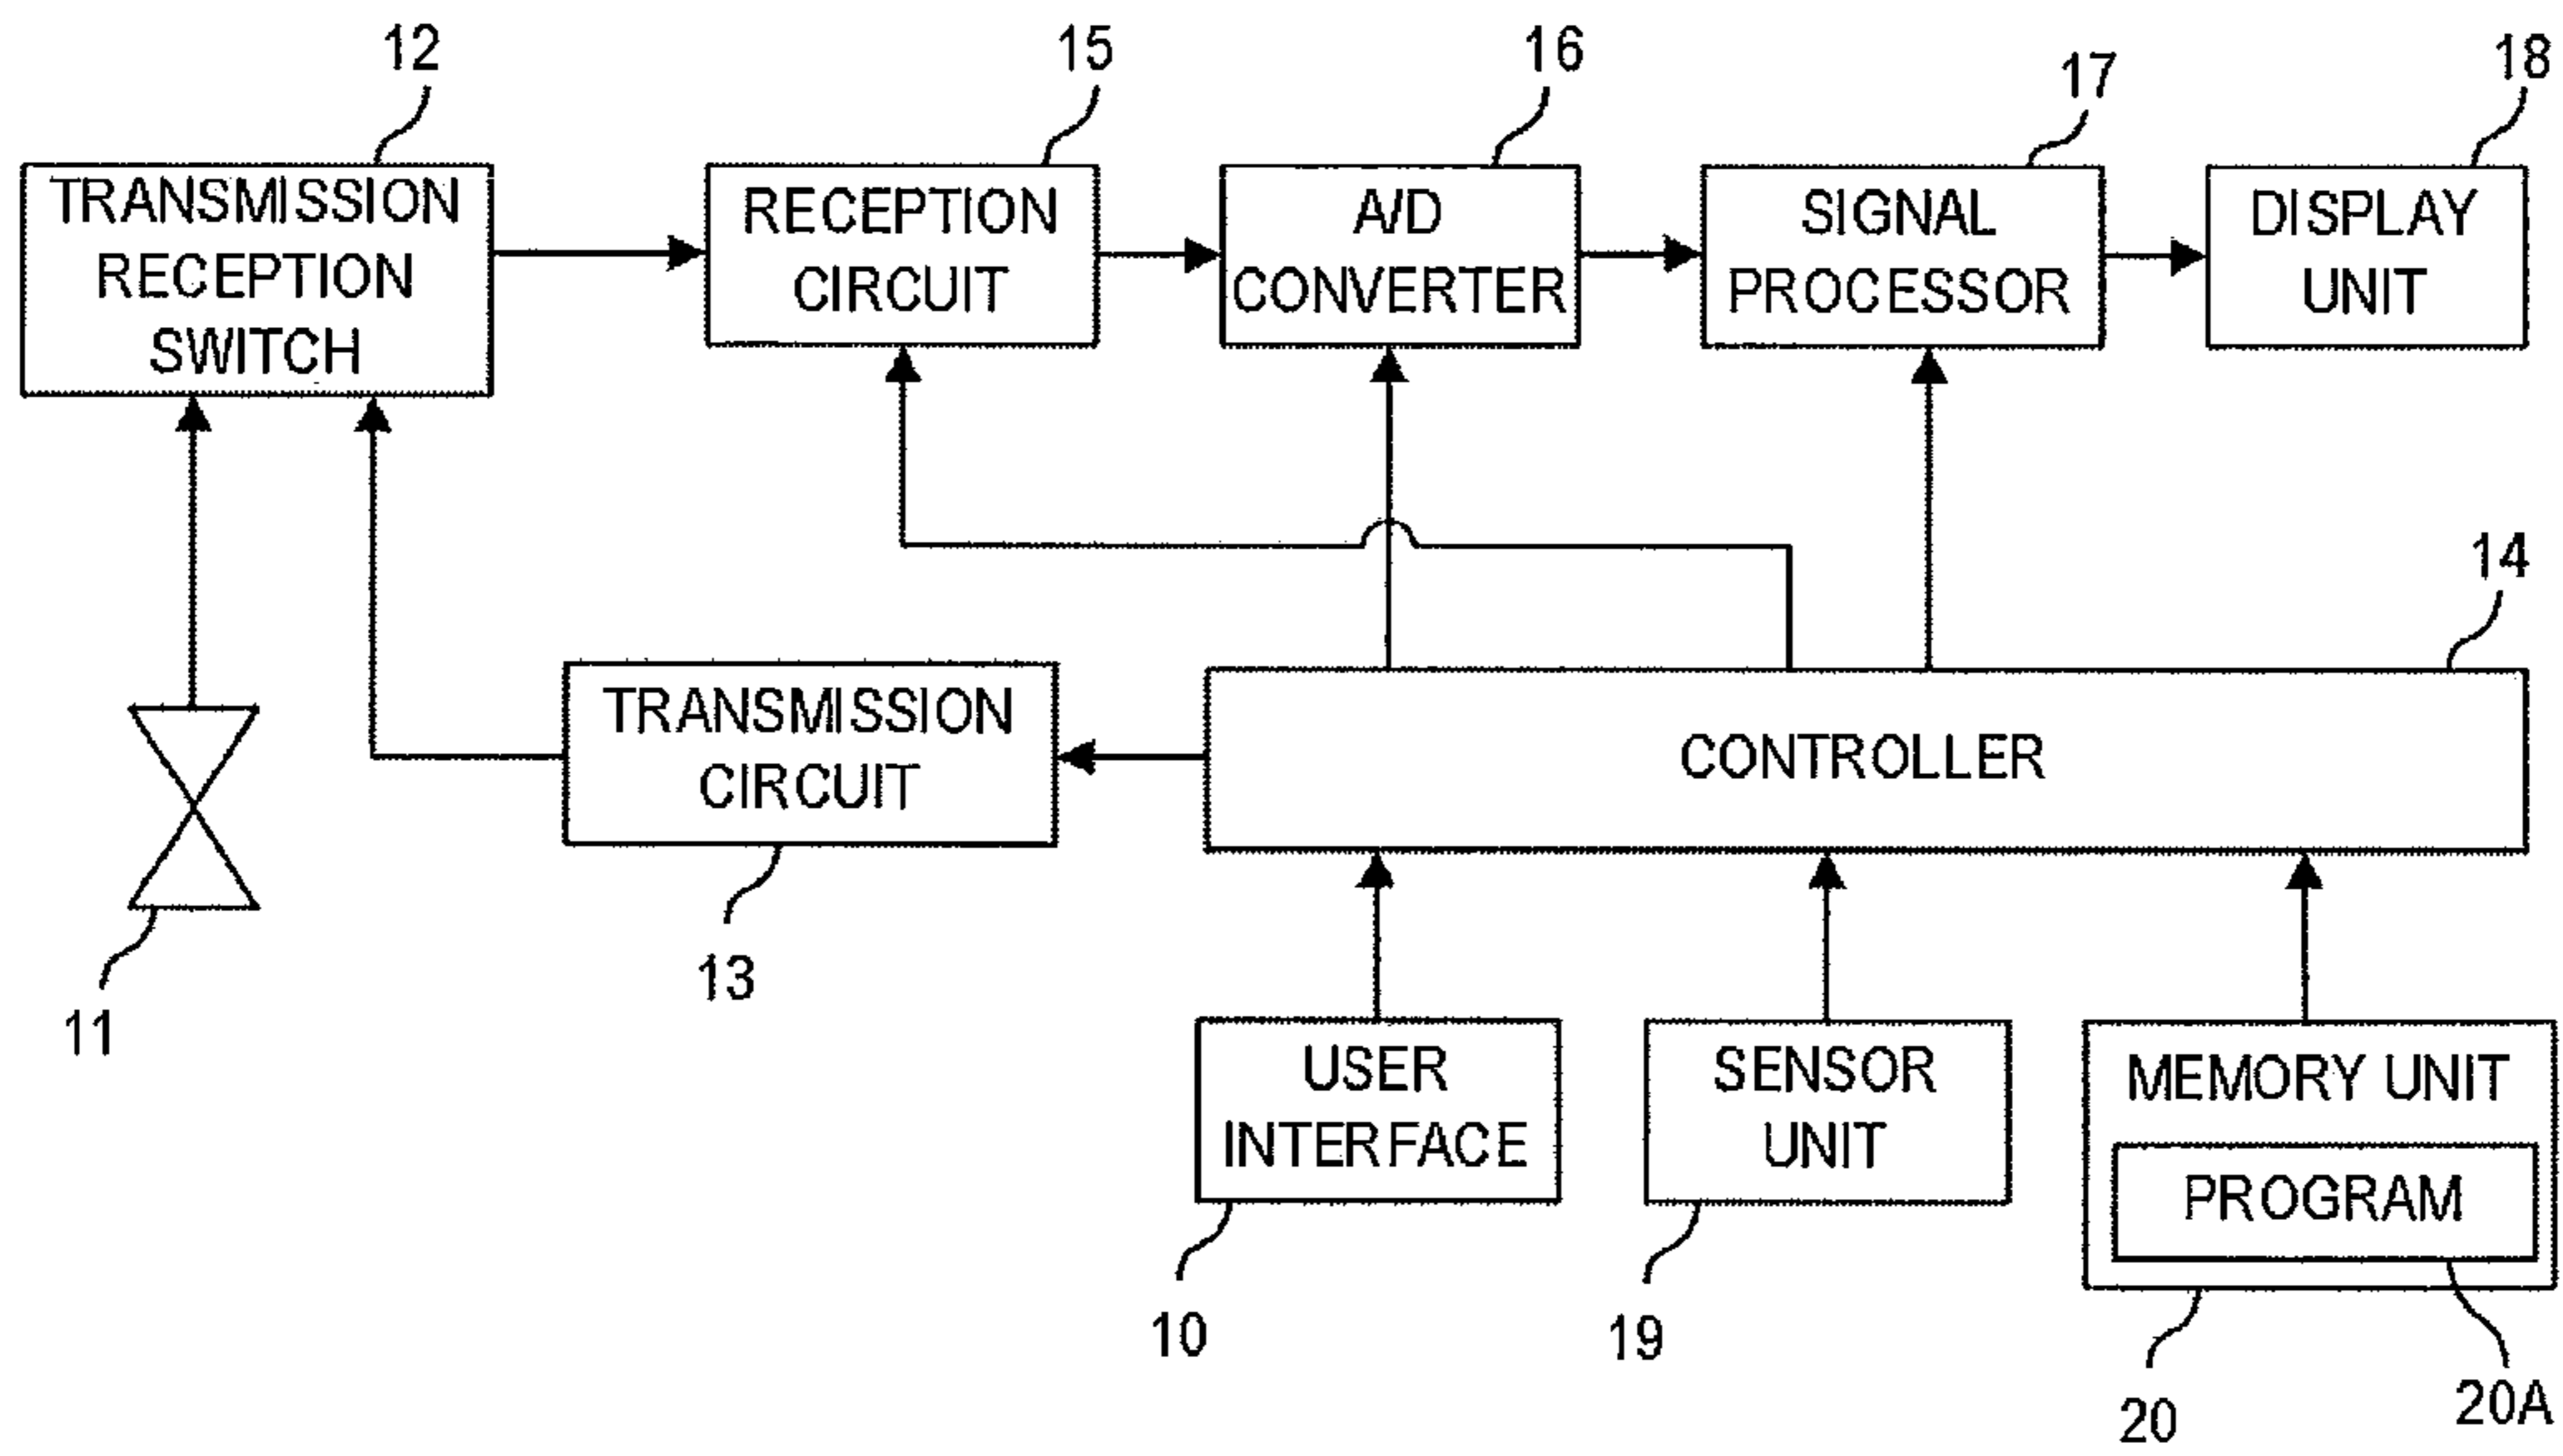 12
15
16
17
18
TRANSMISSION
RECEPTION
SWITCH
RECEPTION
CIRCUIT
A/D
CONVERTER
SIGNAL
PROCESSOR
DISPLAY
UNIT
14
TRANSMISSION
CIRCUIT
CONTROLLER
13
11
USER
INTERFACE
SENSOR
UNIT
MEMORY UNIT
PROGRAM
10
19
20
20A